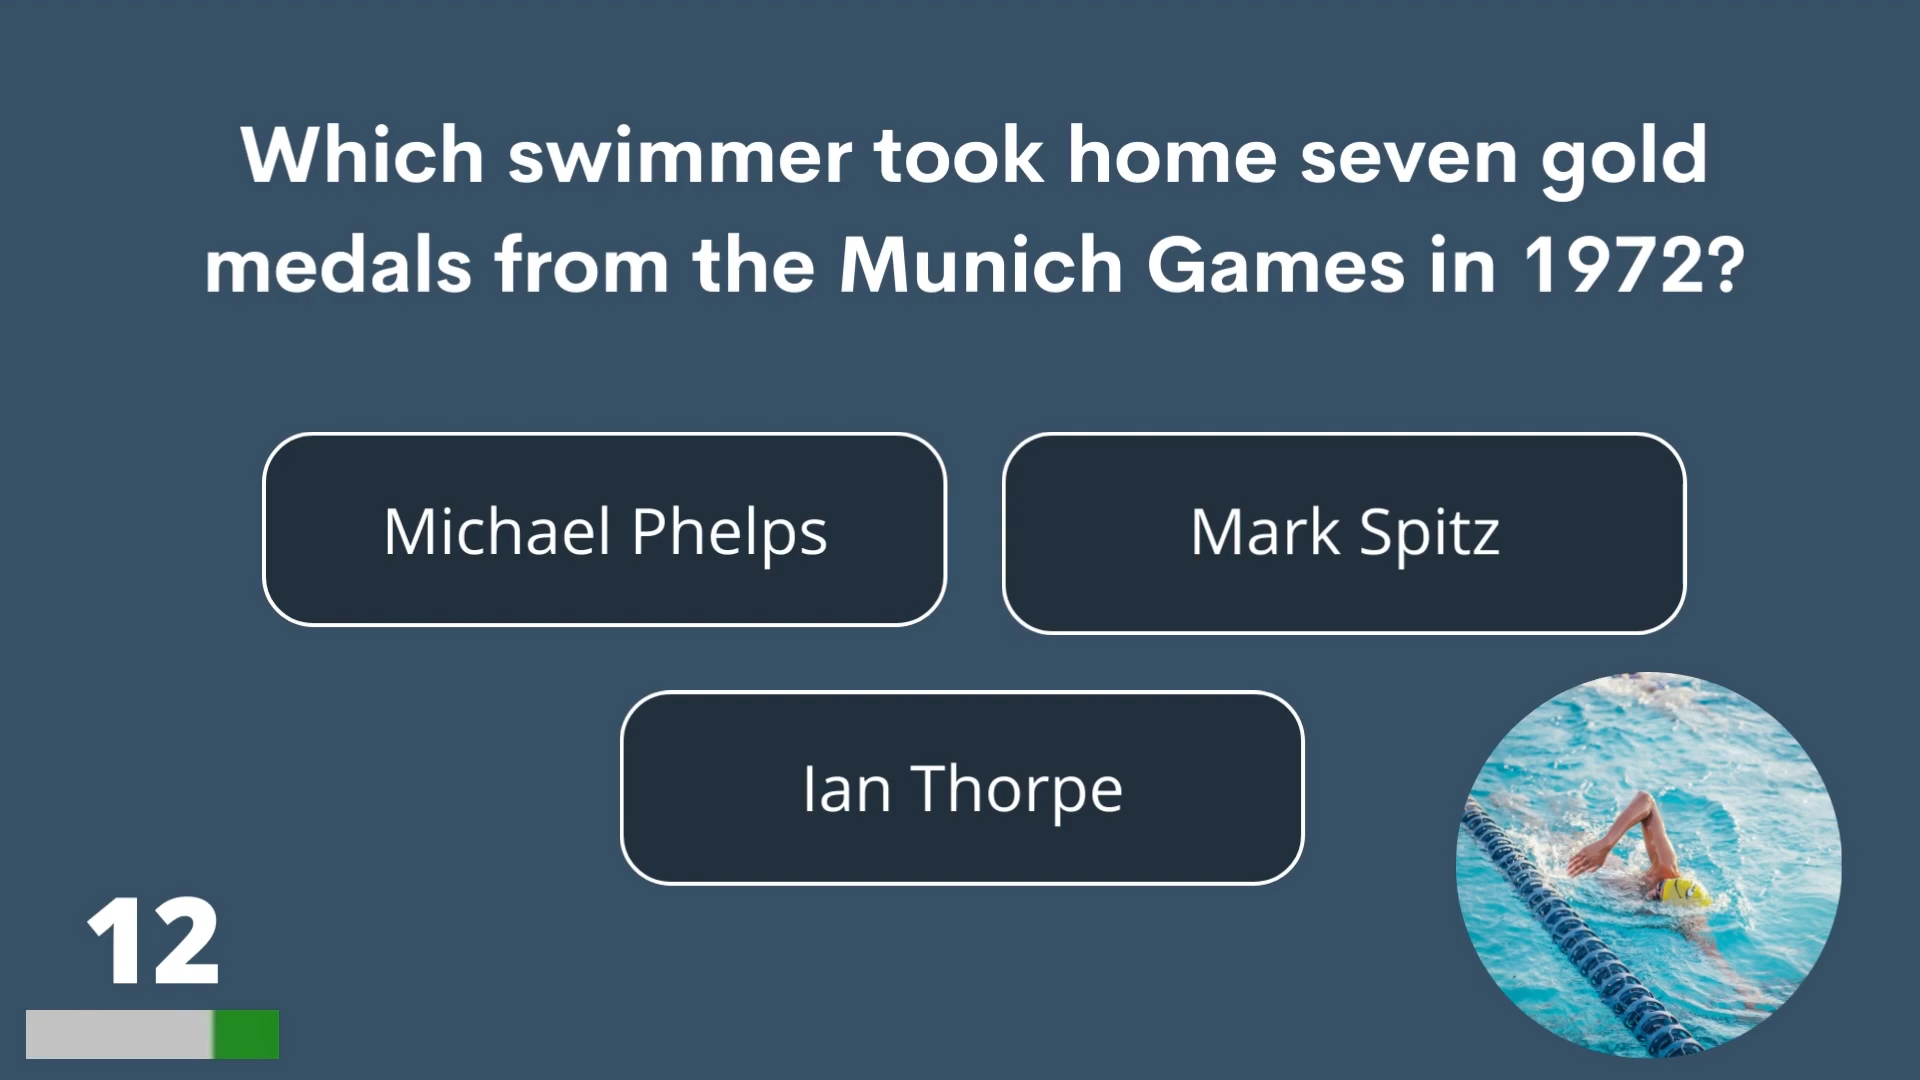 Which swimmer took home seven gold
medals from the Munich Games in 1972?
Michael Phelps
Mark Spitz
Ian Thorpe
12